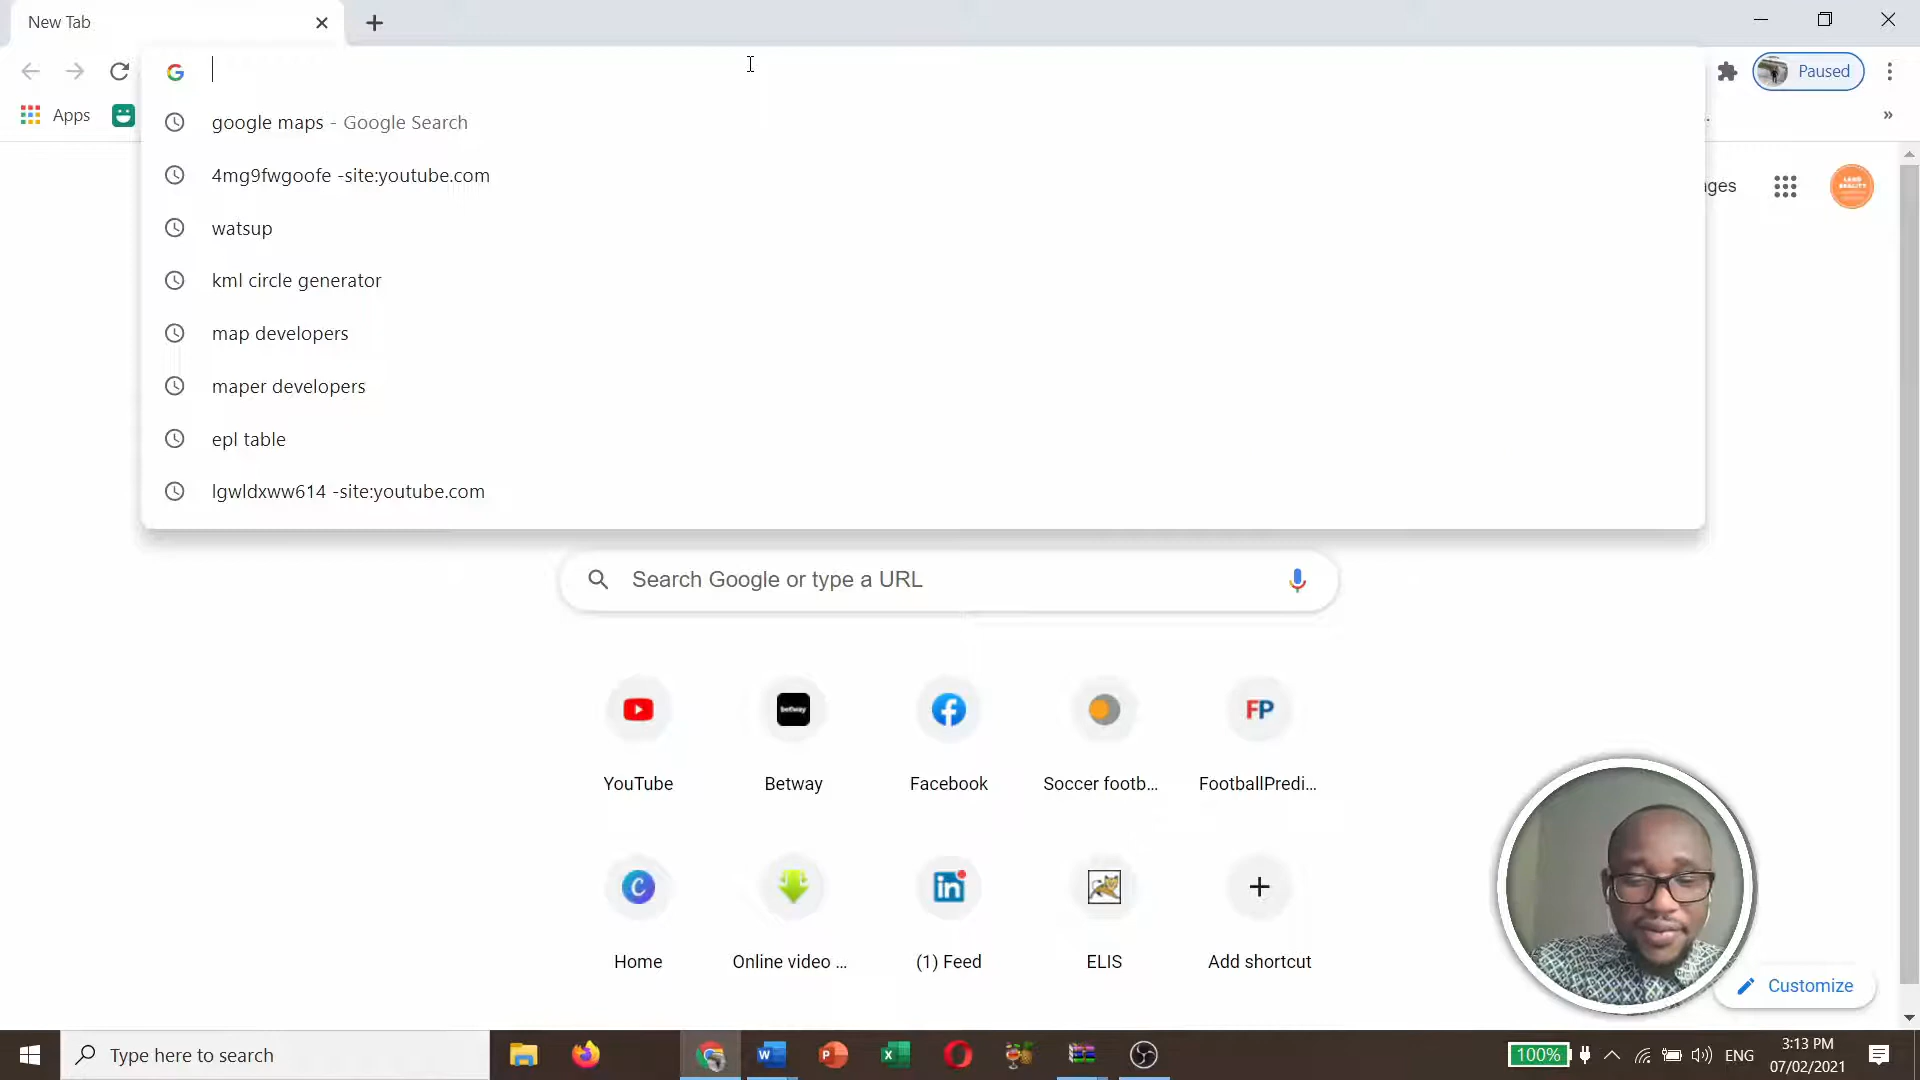 New Tab
Paused
Apps
google maps - Google Search
4mg9fwgoofe -site:youtube.com
watsup
kml circle generator
map developers
maper developers
epl table
lgwldxww614 -site:youtube.com
ges
Search Google or type a URL
betway
FP
YouTube
Betway
Facebook
Soccer footb...
FootballPredi...
in
Home
Online video ...
(1) Feed
ELIS
Add shortcut
Customize
Type here to search
100%
ENG
3:13 PM
07/02/2021